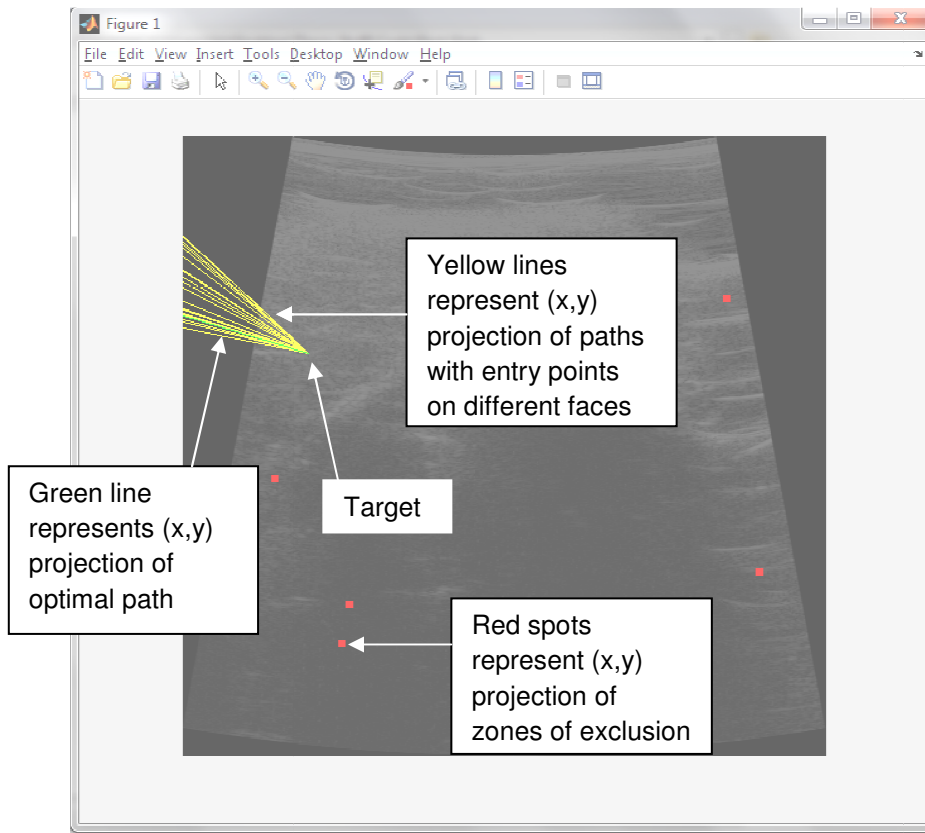 Figure 1
File Edit View Insert Tools Desktop Window Help
Yellow lines
represent (x,y)
projection of paths
with entry points
on different faces
Green line
represents (x,y)
projection of
optimal path
Target
Red spots
represent (x,y)
projection of
zones of exclusion